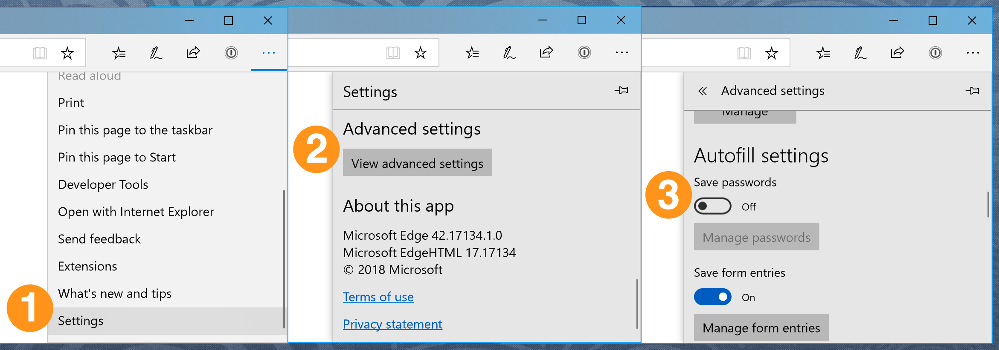 Read aloud
Print
Pin this page to the taskbar
Pin this page to Start
Developer Tools
Open with Internet Explorer
Send feedback
Extensions
What's new and tips
1
Settings
Settings
Advanced settings
2
View advanced settings
About this app
Microsoft Edge 42.17134.1.0
Microsoft EdgeHTML 17.17134
© 2018 Microsoft
Terms of use
Privacy statement
Advanced settings
Manage
Autofill settings
Save passwords
3
Off
Manage passwords
Save form entries
On
Manage form entries